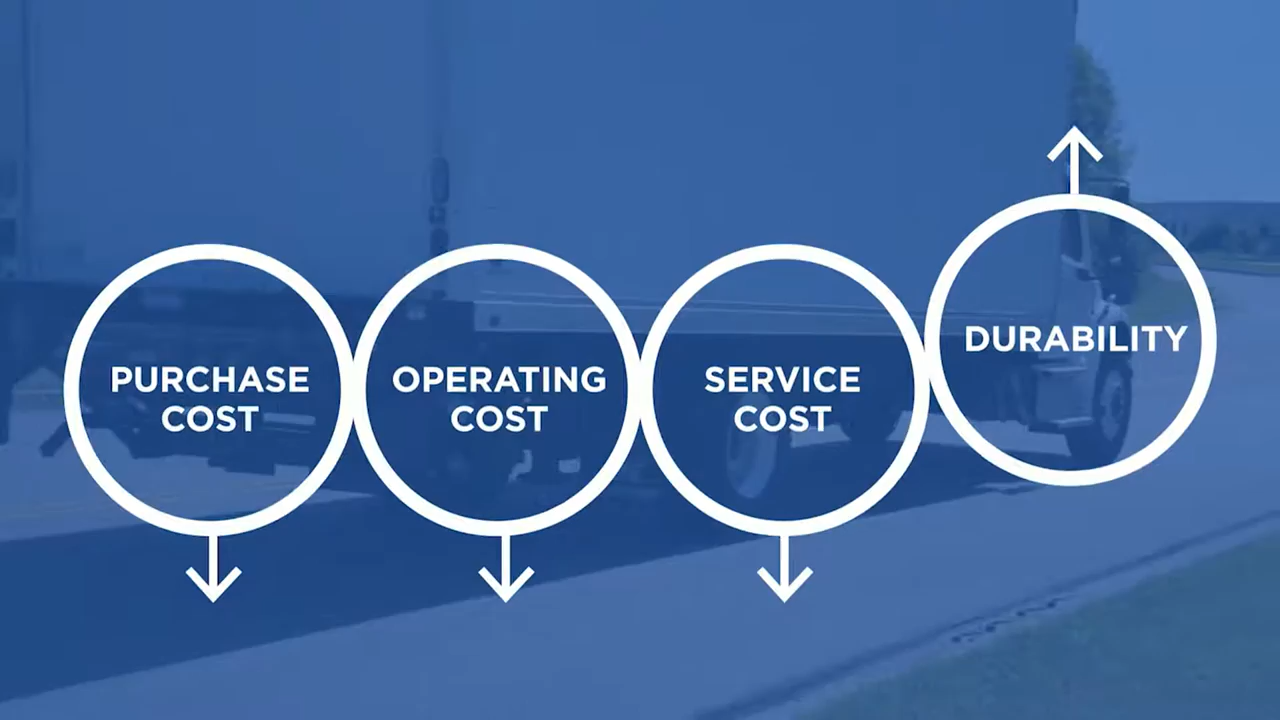 PURCHASE
COST
OPERATING
COST
SERVICE
COST
DURABILITY